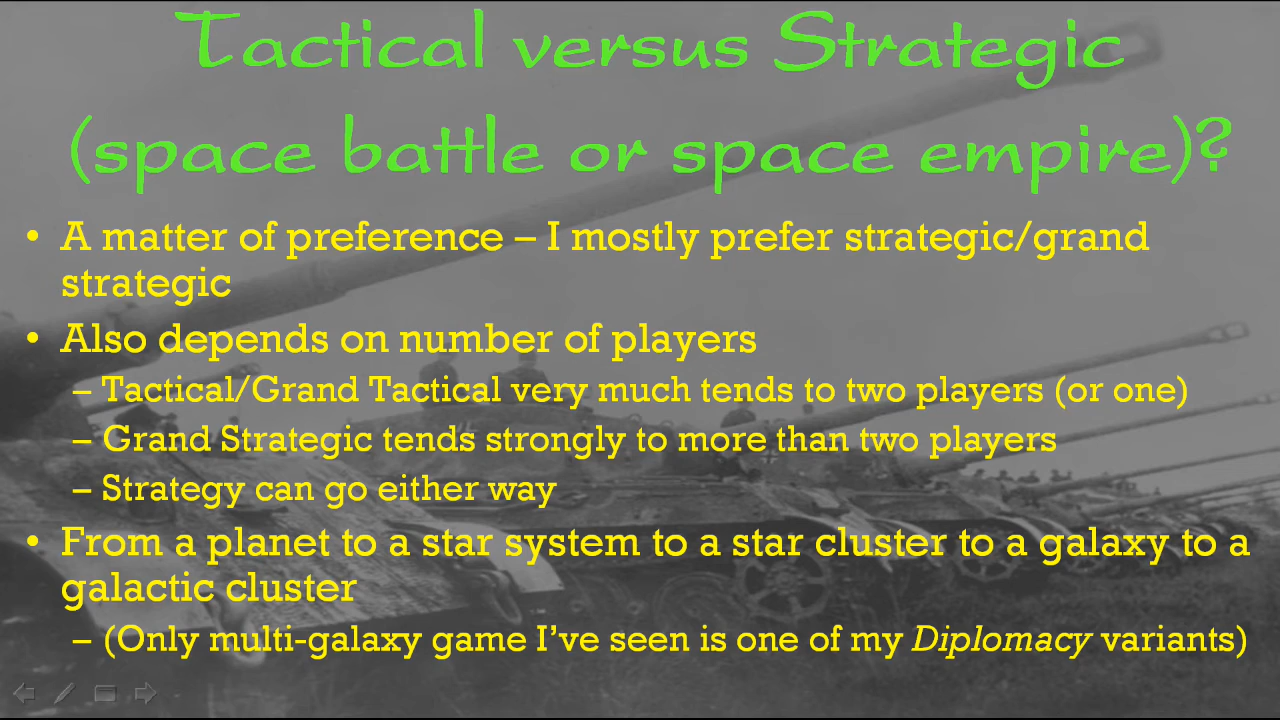 Tactical versus Strategic
(space battle or space empire)?
• A matter of preference – I mostly prefer strategic/grand
strategic
• Also depends on number of players
– Tactical/Grand Tactical very much tends to two players (or one)
– Grand Strategic tends strongly to more than two players
– Strategy can go either way
• From a planet to a star system to a star cluster to a galaxy to a
galactic cluster
– (Only multi-galaxy game I’ve seen is one of my Diplomacy variants)